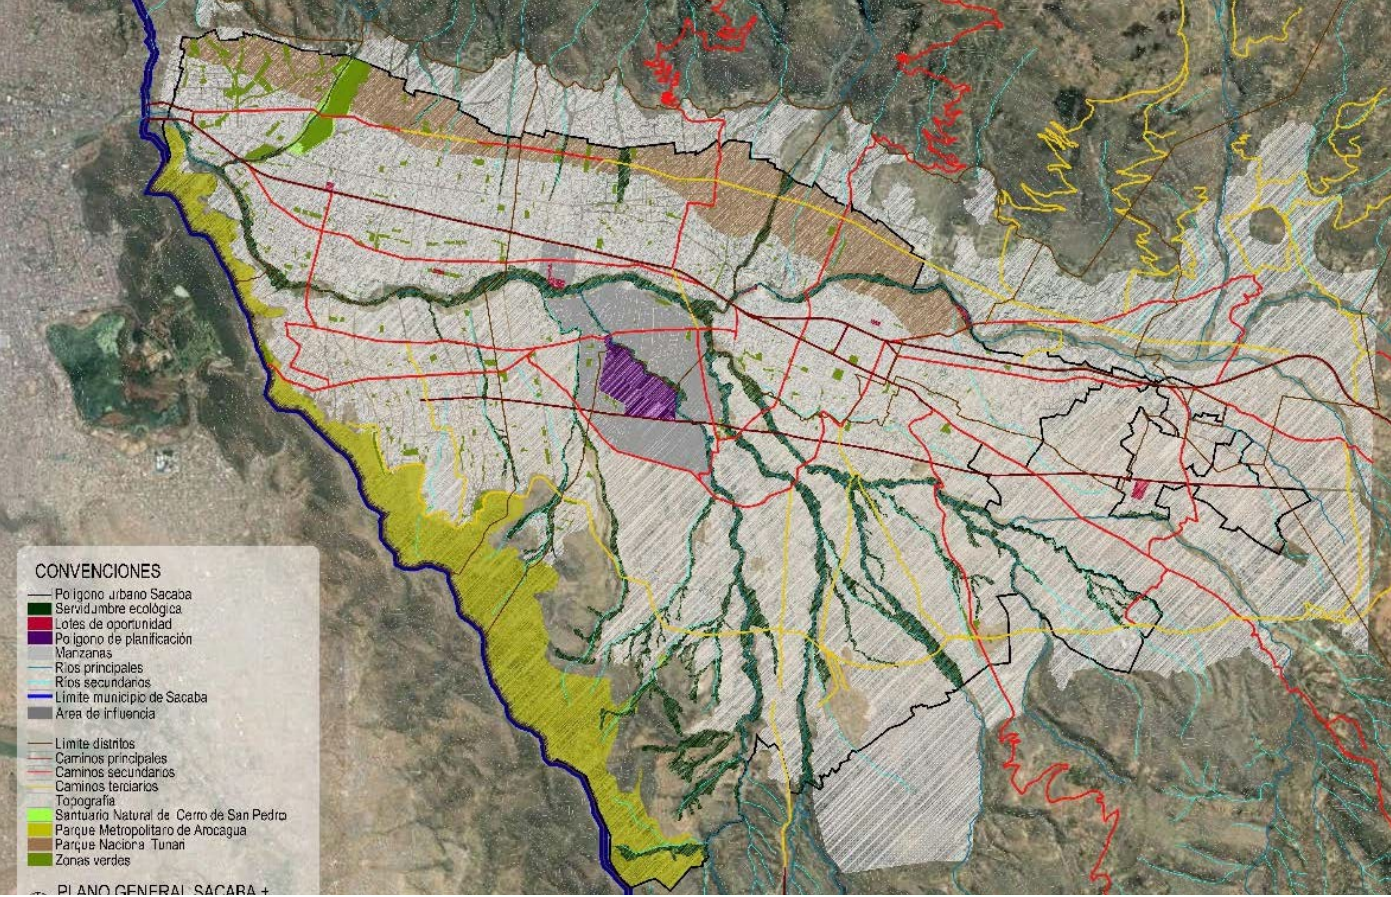 CONVENCIONES
Polígono urbano Sacaba
Servidumbre ecológica
Lotes de oportunidad
Polígono de planificación
Manzanas
Ríos principales
Ríos secundarios
Límite municipio de Sacaba
Area de influencia
Límite distritos
Caminos principales
Caminos secundarios
Caminos terciarios
Topografía
Santuario Natural de Cerro de San Pedro
Parque Metropolitano de Arocagua
Parque Nacional Tunari
Zonas verdes
PLANO GENERAL SACABA +